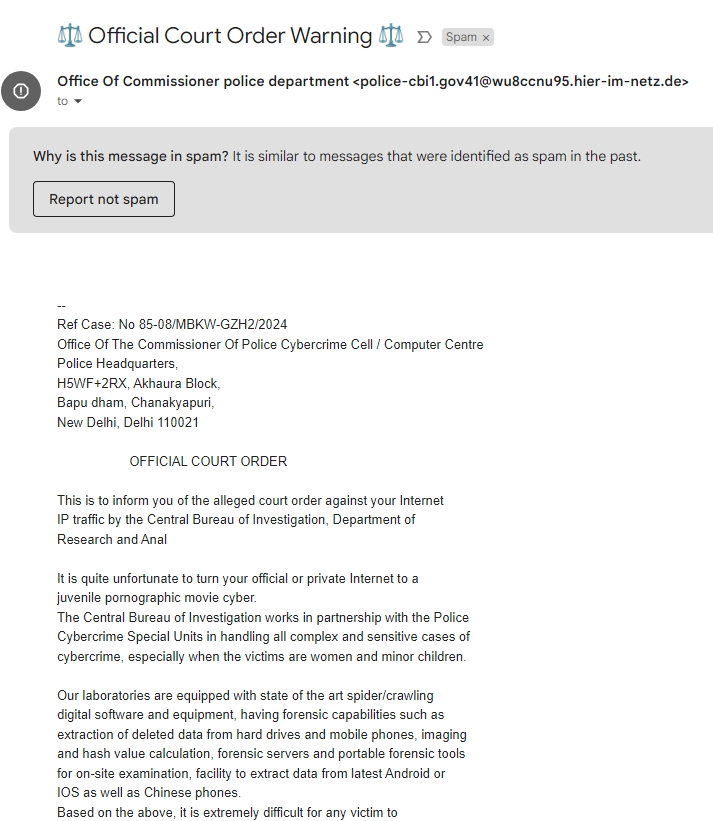 ⚖️ Official Court Order Warning ⚖️ Spam ×
Office Of Commissioner police department <police-cbi1.gov41@wu8ccnu95.hier-im-netz.de>
to
Why is this message in spam? It is similar to messages that were identified as spam in the past.
Report not spam
--
Ref Case: No 85-08/MBKW-GZH2/2024
Office Of The Commissioner Of Police Cybercrime Cell / Computer Centre
Police Headquarters,
H5WF+2RX, Akhaura Block,
Bapu dham, Chanakyapuri,
New Delhi, Delhi 110021
OFFICIAL COURT ORDER
This is to inform you of the alleged court order against your Internet
IP traffic by the Central Bureau of Investigation, Department of
Research and Anal
It is quite unfortunate to turn your official or private Internet to a
juvenile pornographic movie cyber.
The Central Bureau of Investigation works in partnership with the Police
Cybercrime Special Units in handling all complex and sensitive cases of
cybercrime, especially when the victims are women and minor children.
Our laboratories are equipped with state of the art spider/crawling
digital software and equipment, having forensic capabilities such as
extraction of deleted data from hard drives and mobile phones, imaging
and hash value calculation, forensic servers and portable forensic tools
for on-site examination, facility to extract data from latest Android or
IOS as well as Chinese phones.
Based on the above, it is extremely difficult for any victim to